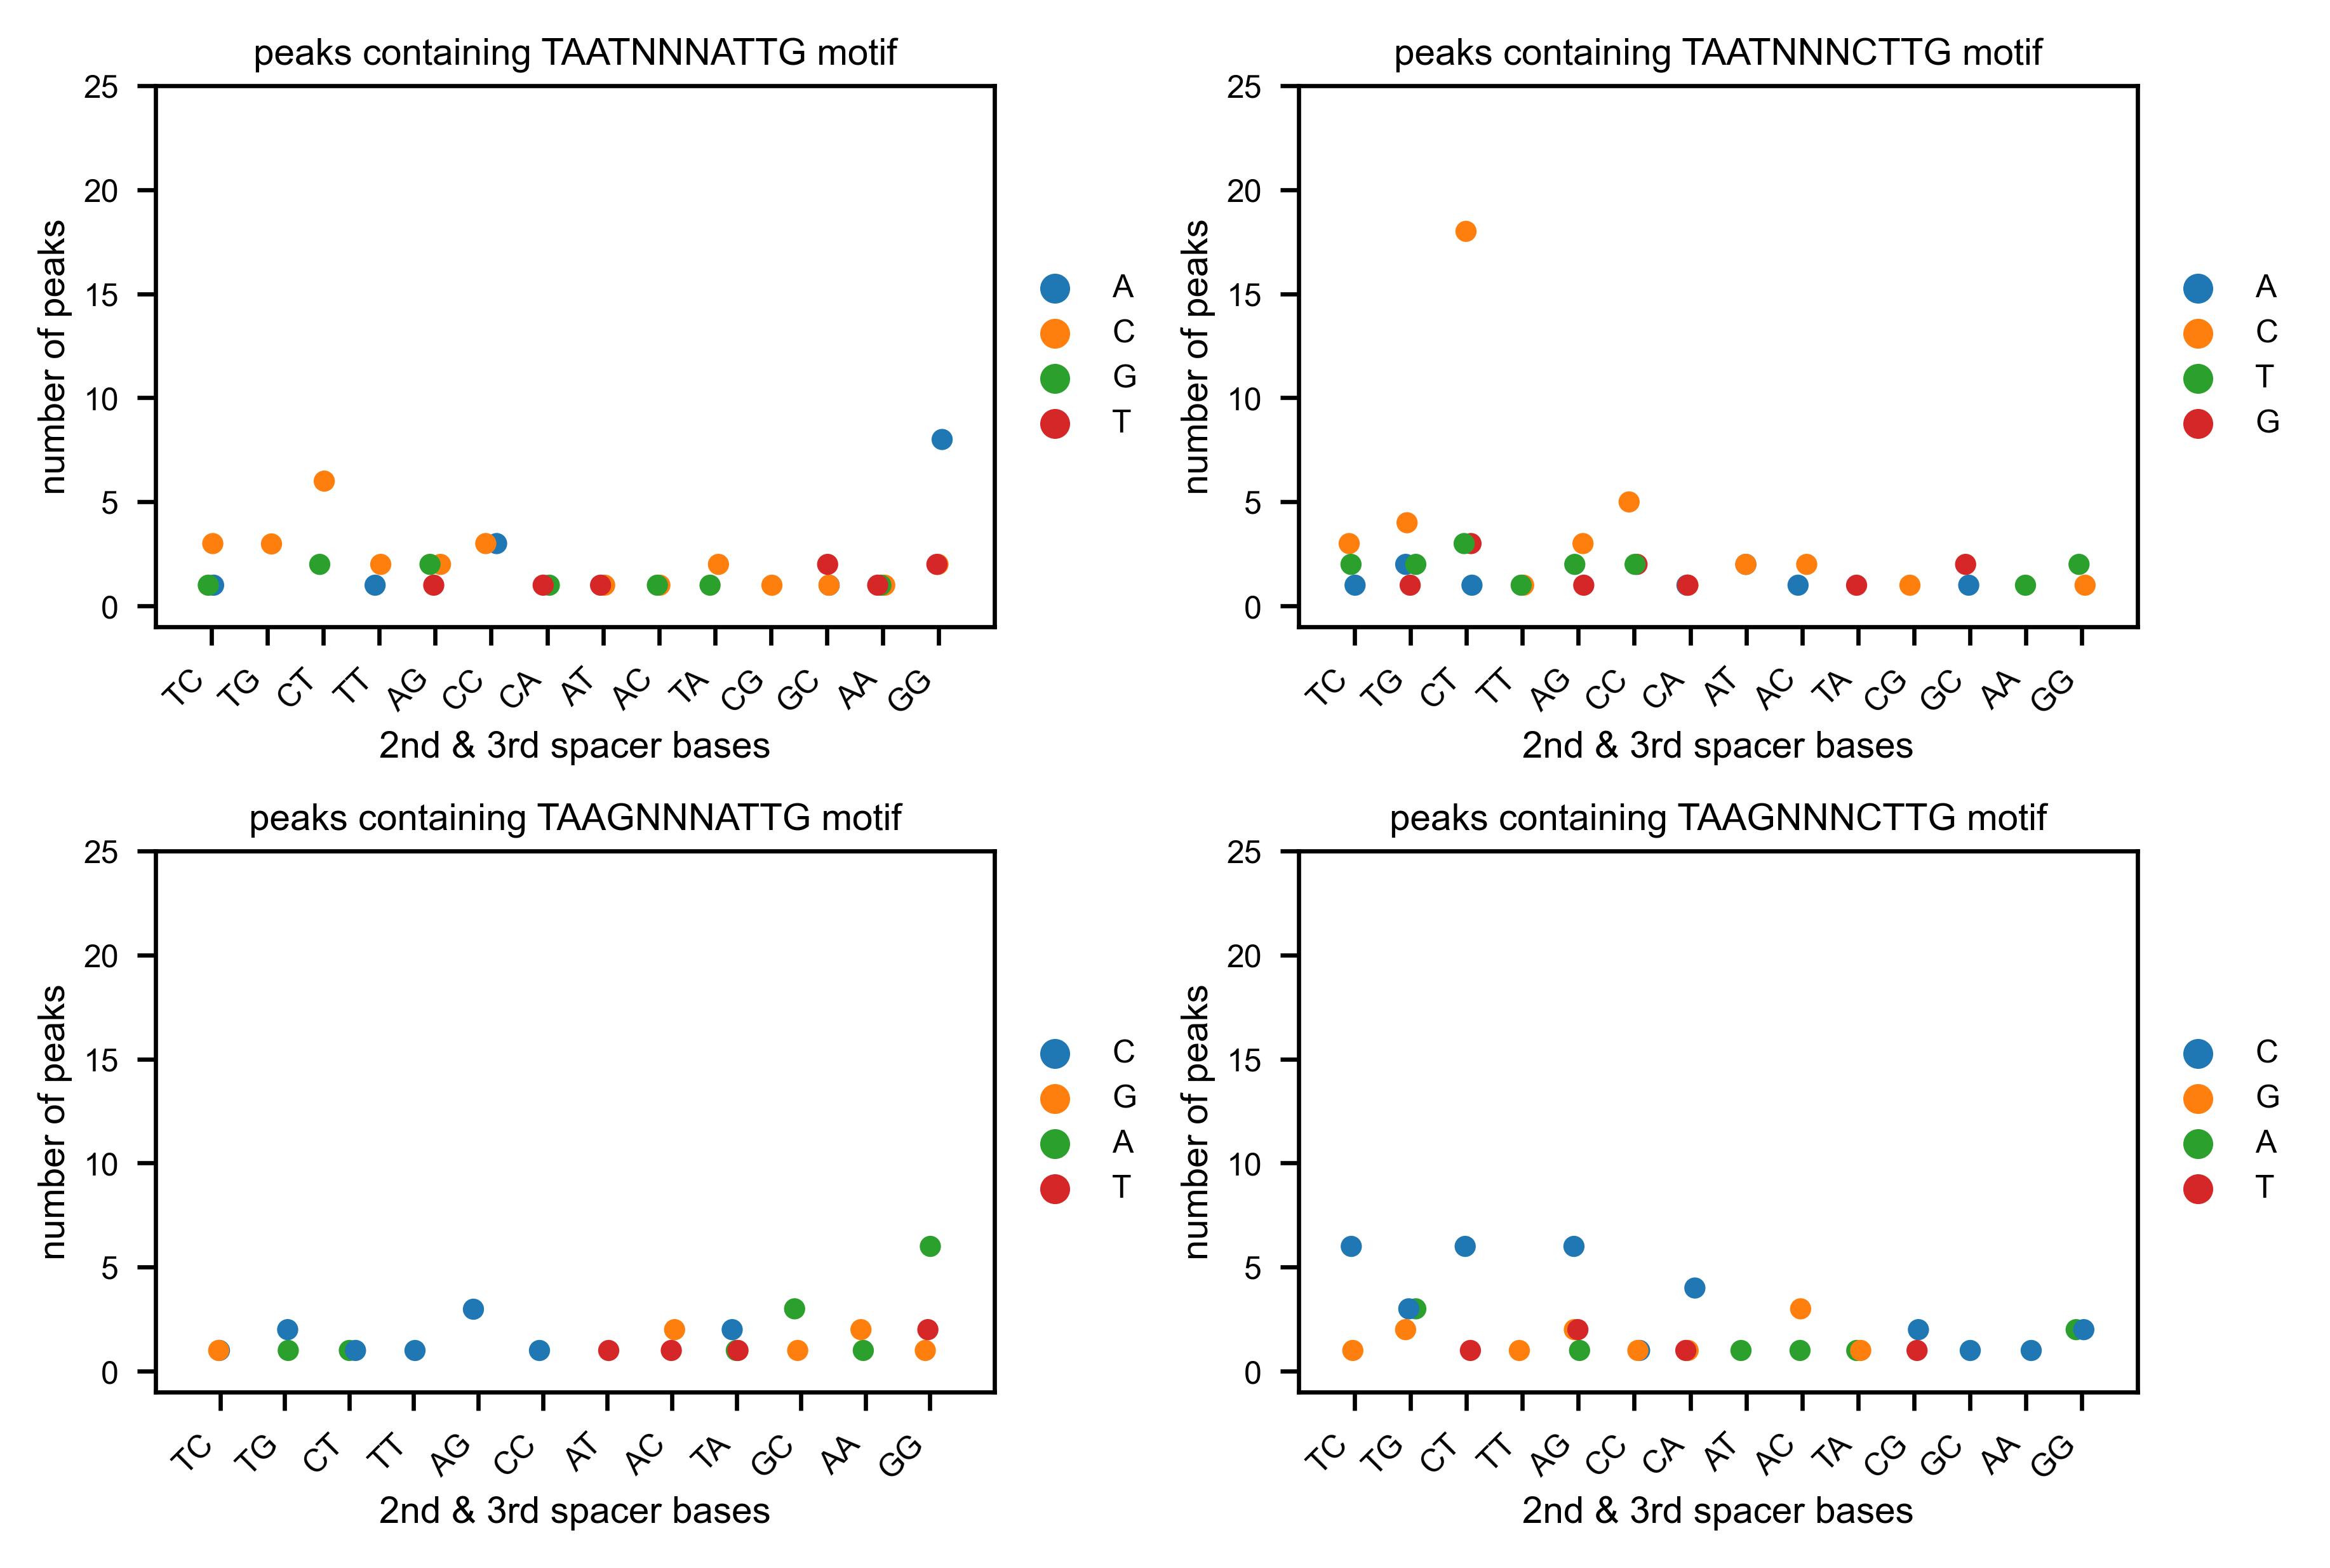 peaks containing TAATNNNATTG motif
25
20
15
10
5
0
number of peaks
TC TG CT TT AG CC CA AT AC TA CG GC AA GG
2nd & 3rd spacer bases
A
C
G
T
peaks containing TAATNNNCTTG motif
25
20
15
10
5
0
number of peaks
TC TG CT TT AG CC CA AT AC TA CG GC AA GG
2nd & 3rd spacer bases
A
C
T
G
peaks containing TAAGNNNATTG motif
25
20
15
10
5
0
number of peaks
TC TG CT TT AG CC AT AC TA GC AA GG
2nd & 3rd spacer bases
C
G
A
T
peaks containing TAAGNNNCTTG motif
25
20
15
10
5
0
number of peaks
TC TG CT TT AG CC CA AT AC TA CG GC AA GG
2nd & 3rd spacer bases
C
G
A
T